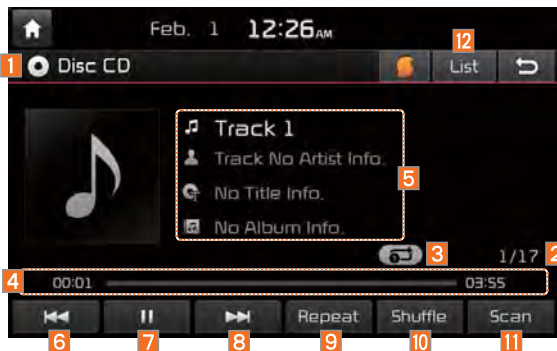 Feb. 1 12:26AM
12
1 Disc CD List
Track 1
Track No Artist Info.
5
No Title Info.
No Album Info.
3 1/17 2
4 00:01 03:55
Repeat Shuffle Scan
6 7 8 9 10 11